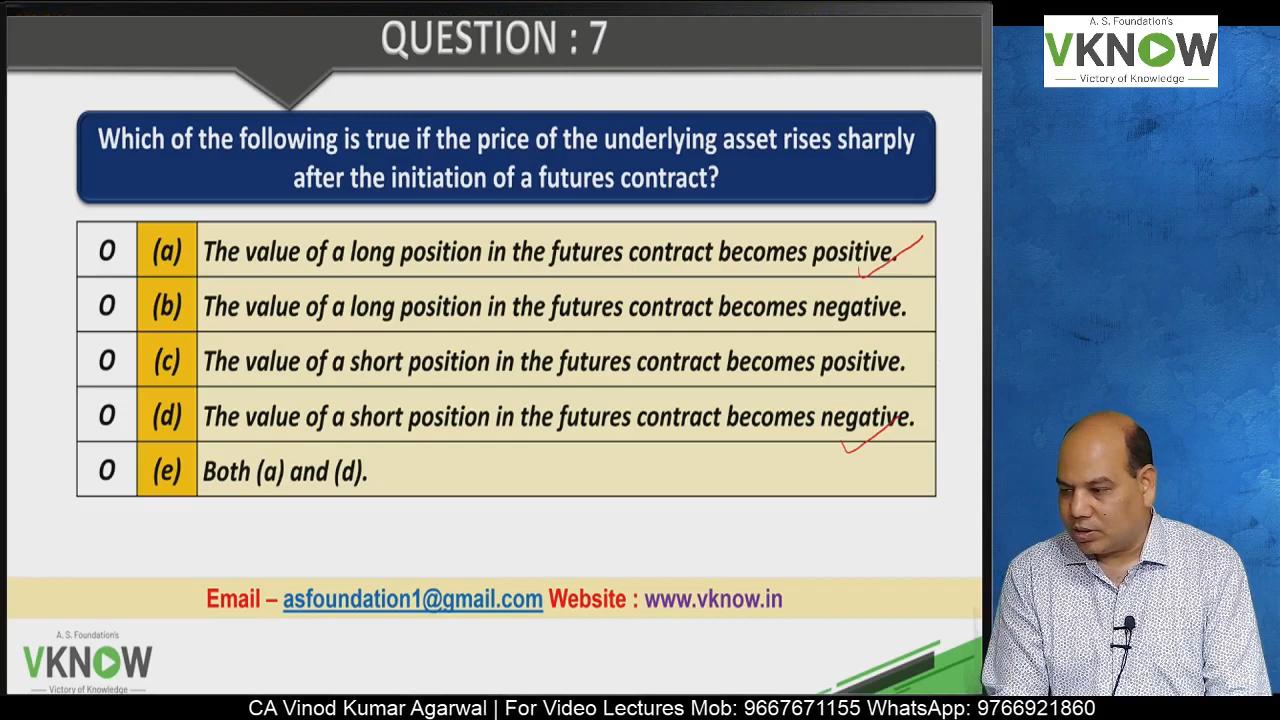 QUESTION : 7
A. S. Foundation's
VKNOW
Victory of Knowledge
Which of the following is true if the price of the underlying asset rises sharply
after the initiation of a futures contract?
O (a) The value of a long position in the futures contract becomes positive.
O (b) The value of a long position in the futures contract becomes negative.
O (c) The value of a short position in the futures contract becomes positive.
O (d) The value of a short position in the futures contract becomes negative.
O (e) Both (a) and (d).
Email – asfoundation1@gmail.com Website : www.vknow.in
A. S. Foundation's
VKNOW
Victory of Knowledge
CA Vinod Kumar Agarwal | For Video Lectures Mob: 9667671155 WhatsApp: 9766921860